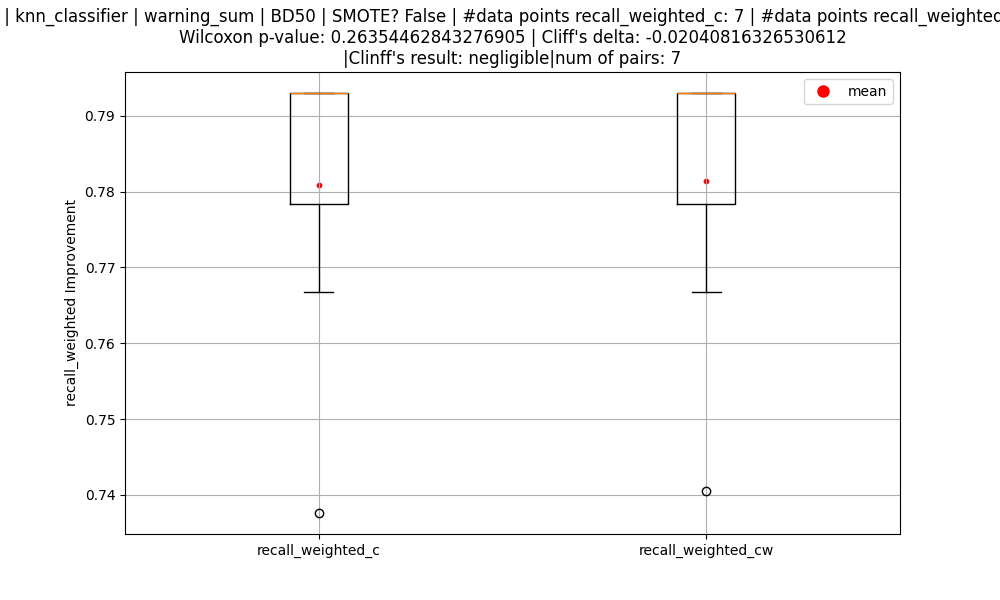 | knn_classifier | warning_sum | BD50 | SMOTE? False | #data points recall_weighted_c: 7 | #data points recall_weighted
Wilcoxon p-value: 0.26354462843276905 | Cliff's delta: -0.02040816326530612
|Clinff's result: negligible|num of pairs: 7
mean
0.79
0.78
0.77
0.76
0.75
0.74
recall_weighted Improvement
recall_weighted_c
recall_weighted_cw